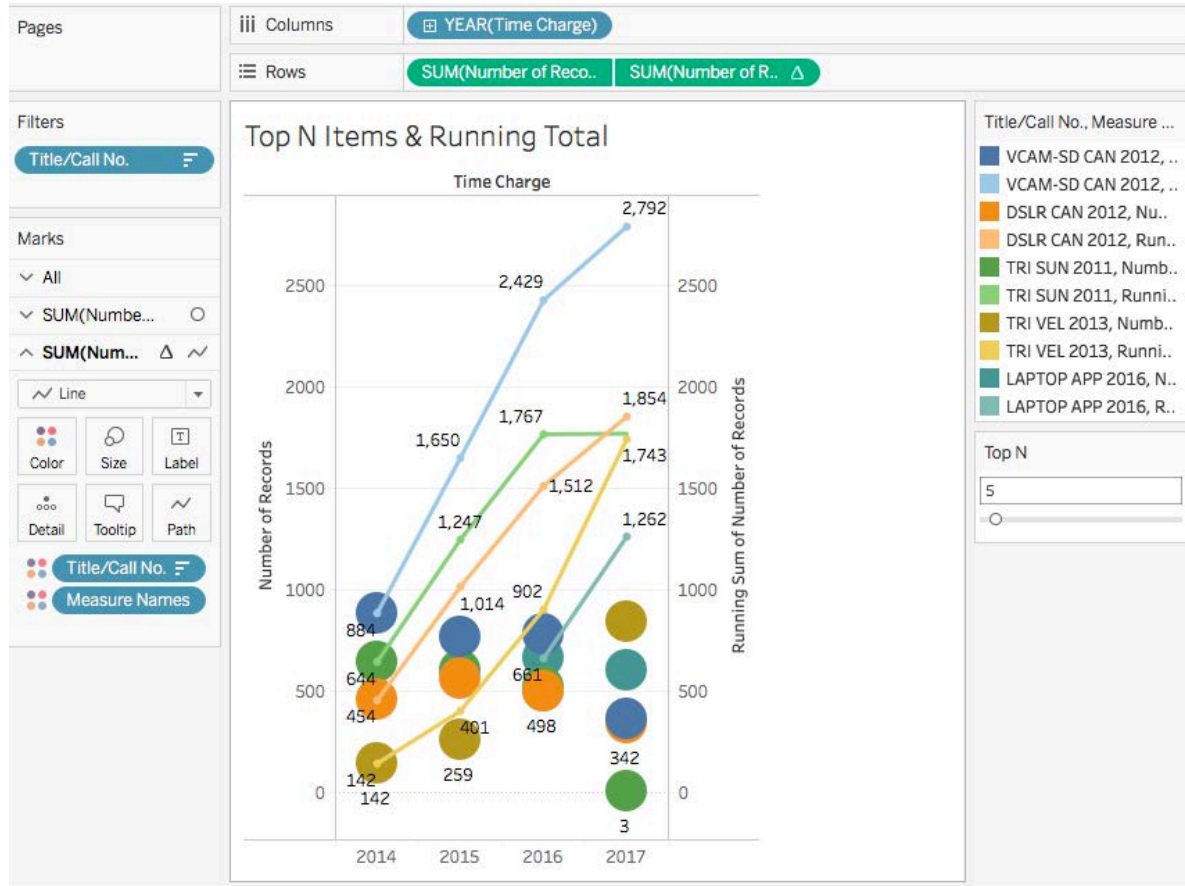 Pages
Columns
YEAR(Time Charge)
Rows
SUM(Number of Reco..
SUM(Number of R..
Filters
Title/Call No.
Marks
All
SUM(Numbe...
SUM(Num...
Line
Color
Size
Label
Detail
Tooltip
Path
Title/Call No.
Measure Names
Top N Items & Running Total
Time Charge
Number of Records
2500
2000
1500
1000
500
0
2,792
2,429
1,854
1,767
1,650
1,743
1,512
1,247
1,262
1,014
902
884
644
661
454
401
498
342
142
259
142
3
2500
2000
1500
1000
500
0
Running Sum of Number of Records
2014
2015
2016
2017
Title/Call No., Measure ...
VCAM-SD CAN 2012, ..
VCAM-SD CAN 2012, ..
DSLR CAN 2012, Nu..
DSLR CAN 2012, Run..
TRI SUN 2011, Numb..
TRI SUN 2011, Runni..
TRI VEL 2013, Numb..
TRI VEL 2013, Runni..
LAPTOP APP 2016, N..
LAPTOP APP 2016, R..
Top N
5